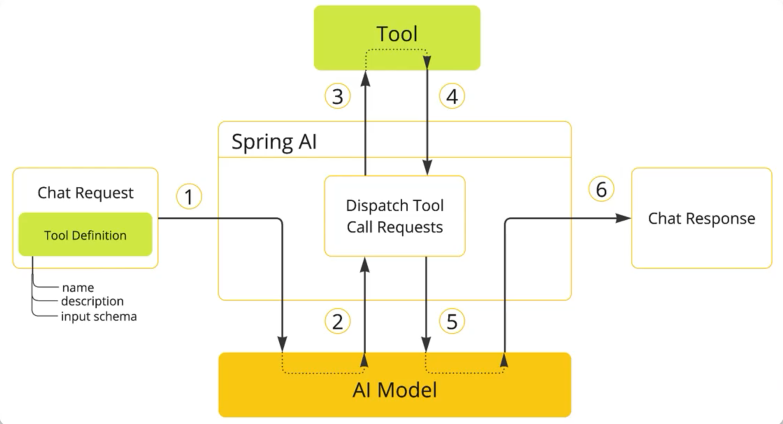 Tool
3
4
Spring AI
Chat Request
1
Tool Definition
name
description
input schema
Dispatch Tool
Call Requests
6
Chat Response
2
5
AI Model